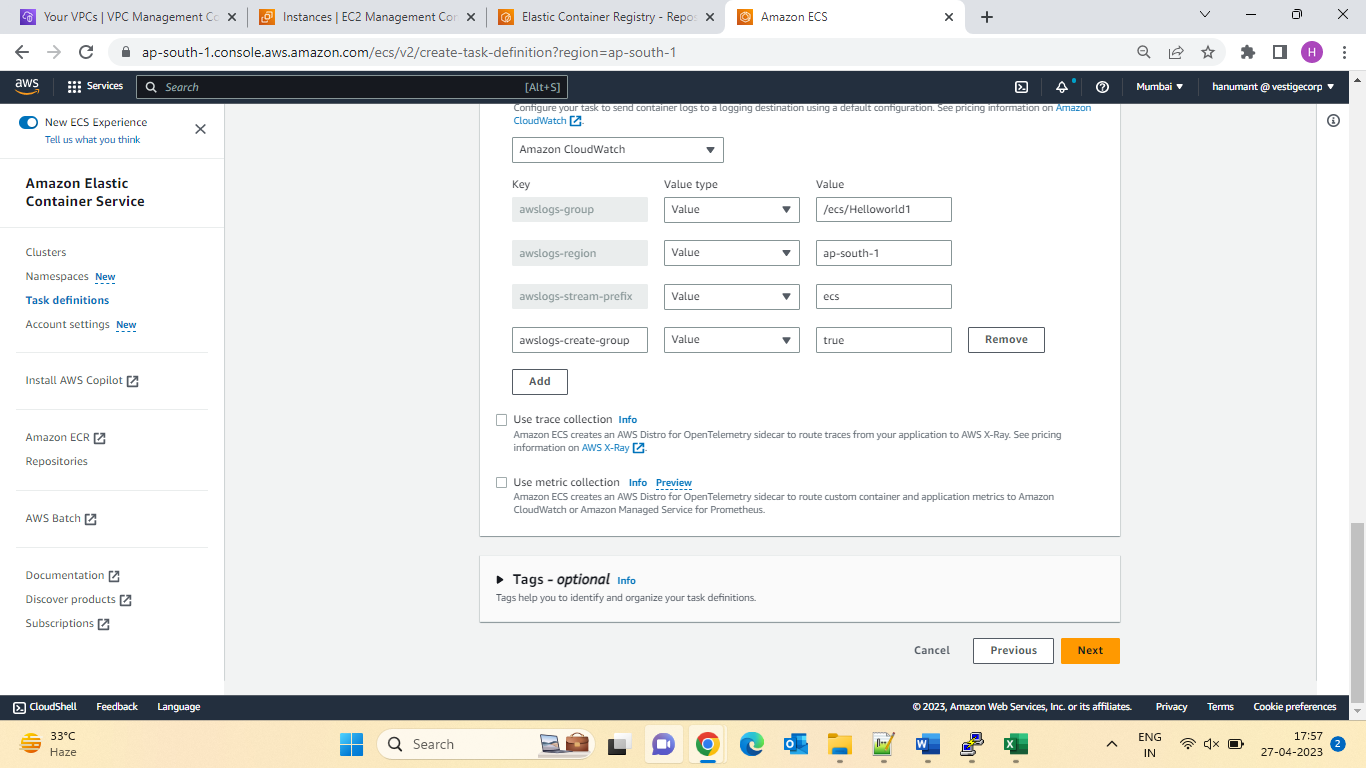 Your VPCs | VPC Management Co
Instances | EC2 Management Con
Elastic Container Registry - Repos
Amazon ECS
ap-south-1.console.aws.amazon.com/ecs/v2/create-task-definition?region=ap-south-1
H
aws
Services
Search
[Alt+S]
Mumbai
hanumant @ vestigecorp
New ECS Experience
Tell us what you think
Amazon Elastic
Container Service
Clusters
Namespaces New
Task definitions
Account settings New
Install AWS Copilot
Amazon ECR
Repositories
AWS Batch
Documentation
Discover products
Subscriptions
Configure your task to send container logs to a logging destination using a default configuration. See pricing information on Amazon
CloudWatch
Amazon CloudWatch
Key Value type Value
awslogs-group Value /ecs/Helloworld1
awslogs-region Value ap-south-1
awslogs-stream-prefix Value ecs
awslogs-create-group Value true Remove
Add
Use trace collection Info
Amazon ECS creates an AWS Distro for OpenTelemetry sidecar to route traces from your application to AWS X-Ray. See pricing
information on AWS X-Ray.
Use metric collection Info Preview
Amazon ECS creates an AWS Distro for OpenTelemetry sidecar to route custom container and application metrics to Amazon
CloudWatch or Amazon Managed Service for Prometheus.
Tags - optional Info
Tags help you to identify and organize your task definitions.
Cancel Previous Next
CloudShell Feedback Language © 2023, Amazon Web Services, Inc. or its affiliates. Privacy Terms Cookie preferences
33°C
Haze
Search
ENG
IN
17:57
27-04-2023
2